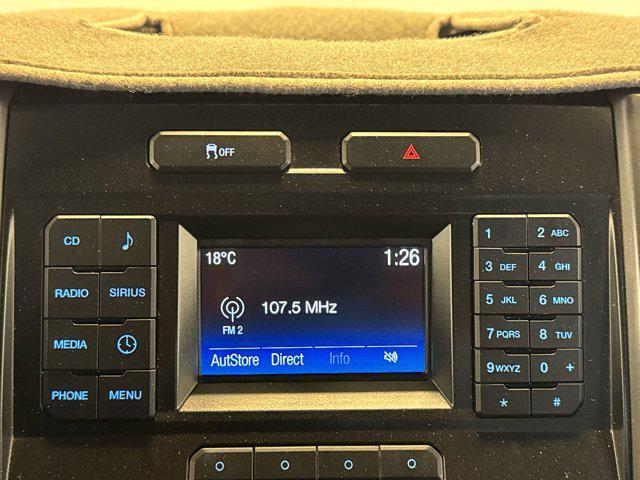 OFF
CD
RADIO SIRIUS
MEDIA
PHONE MENU
18°C 1:26
107.5 MHz
FM 2
AutStore Direct Info
1 2 ABC
3 DEF 4 GHI
5 JKL 6 MNO
7 PQRS 8 TUV
9 WXYZ 0 +
* #